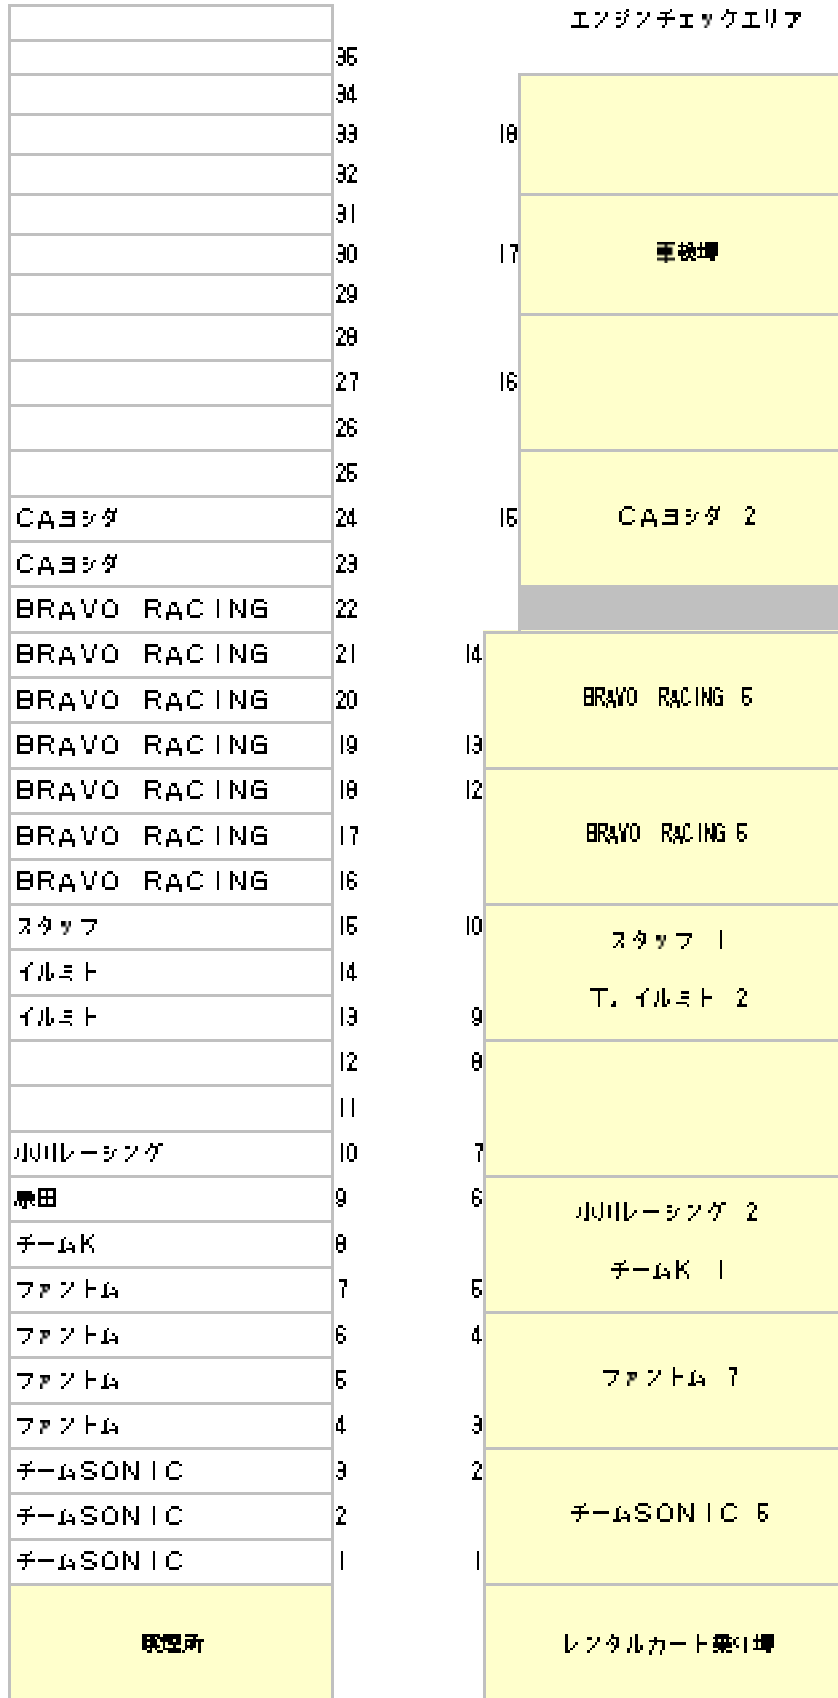 エンジンチェックエリア
35
34
33
18
32
31
30
17
車検場
29
28
27
16
26
25
CAヨシダ 24
15
CAヨシダ 2
CAヨシダ 23
BRAVO RACING 22
BRAVO RACING 21
14
BRAVO RACING 20
BRAVO RACING
BRAVO RACING 19
13
BRAVO RACING 18
12
BRAVO RACING 17
BRAVO RACING
BRAVO RACING 16
スタッフ 15
10
スタッフ 1
イルミト 14
T.イルミト 2
イルミト 13
9
12
8
11
小川レーシング 10
7
原田 9
6
小川レーシング 2
チームK 8
チームK 1
ファントム 7
5
ファントム 6
4
ファントム 5
ファントム 7
ファントム 4
3
チームSONIC 3
2
チームSONIC 2
チームSONIC
チームSONIC 1
1
喫煙所
レンタルカート乗り場